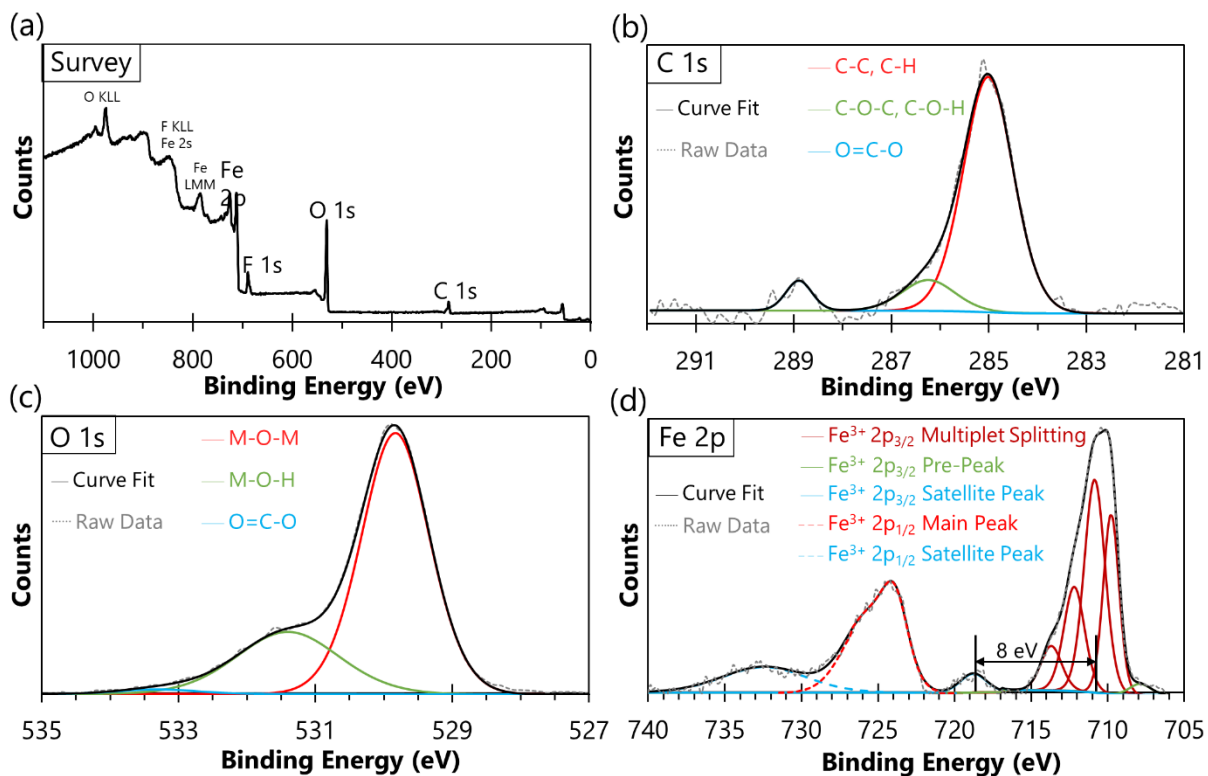 (a)
Survey
O KLL
F KLL
Fe 2s
Fe
LMM
Fe
2p
F 1s
O 1s
C 1s
Counts
1000 800 600 400 200 0
Binding Energy (eV)
(b)
C 1s
C-C, C-H
Curve Fit
C-O-C, C-O-H
Raw Data
O=C-O
Counts
291 289 287 285 283 281
Binding Energy (eV)
(c)
O 1s
M-O-M
Curve Fit
M-O-H
Raw Data
O=C-O
Counts
535 533 531 529 527
Binding Energy (eV)
(d)
Fe 2p
Fe³⁺ 2p₃/₂ Multiplet Splitting
Fe³⁺ 2p₃/₂ Pre-Peak
Curve Fit
Fe³⁺ 2p₃/₂ Satellite Peak
Raw Data
Fe³⁺ 2p₁/₂ Main Peak
Fe³⁺ 2p₁/₂ Satellite Peak
8 eV
Counts
740 735 730 725 720 715 710 705
Binding Energy (eV)